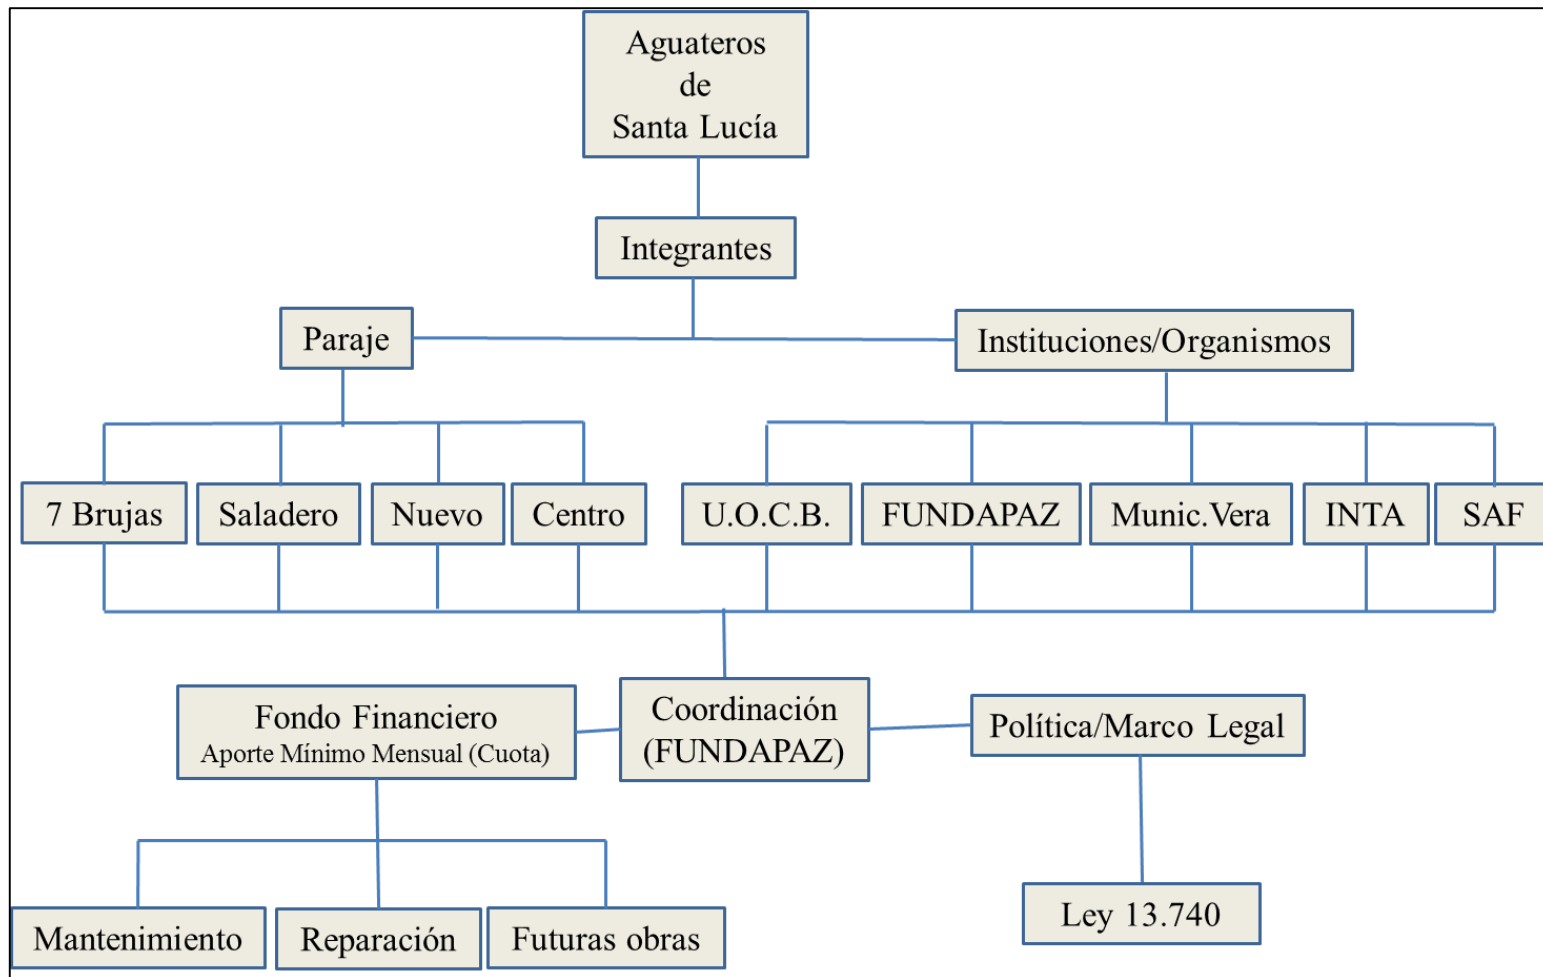 Aguateros
de
Santa Lucía
Integrantes
Paraje
Instituciones/Organismos
7 Brujas
Saladero
Nuevo
Centro
U.O.C.B.
FUNDAPAZ
Munic.Vera
INTA
SAF
Fondo Financiero
Aporte Mínimo Mensual (Cuota)
Coordinación
(FUNDAPAZ)
Política/Marco Legal
Mantenimiento
Reparación
Futuras obras
Ley 13.740